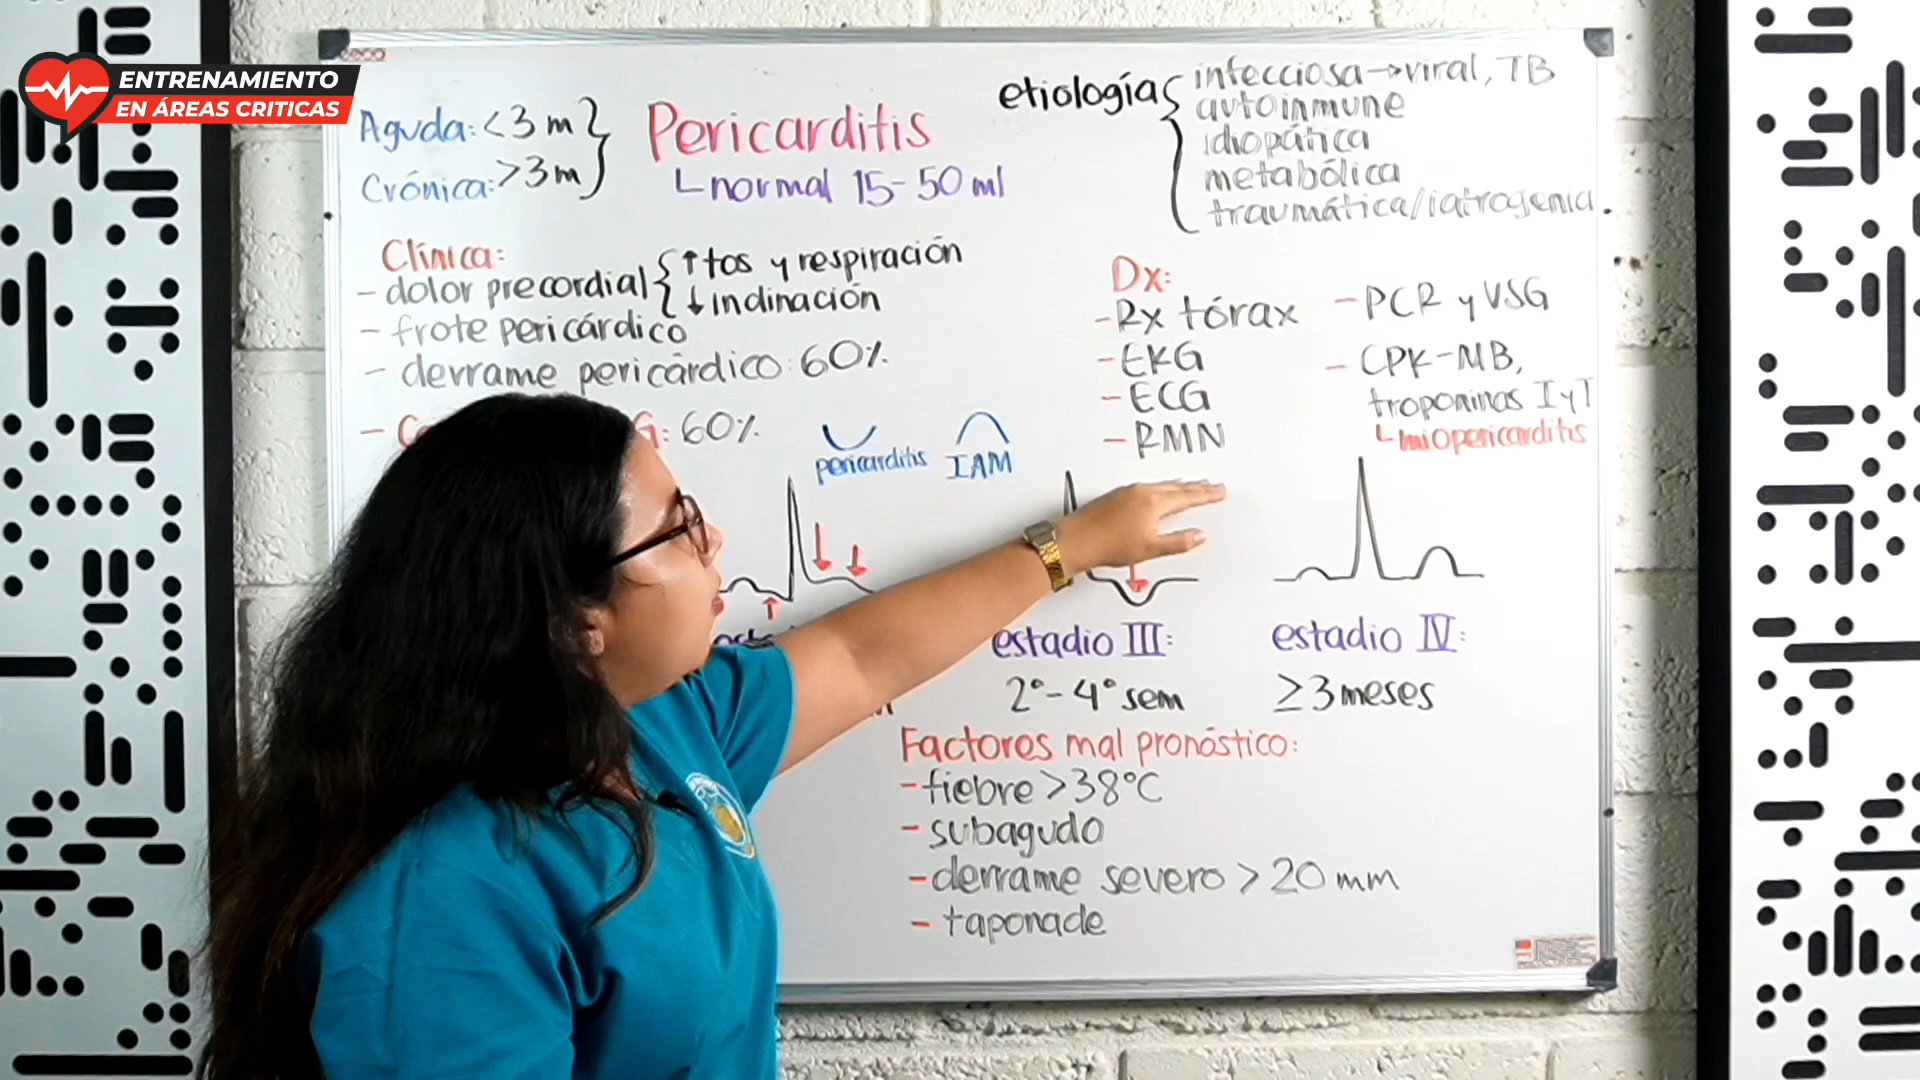 ENTRENAMIENTO
EN ÁREAS CRITICAS
Aguda: <3 m
Crónica: >3 m
Pericarditis
normal 15-50 ml
etiologías
infecciosa → viral, TB
autoinmune
idiopática
metabólica
traumática/iatrogenia.
Clínica:
- dolor precordial
↑ tos y respiración
↓ inclinación
- frote pericárdico
- derrame pericárdico: 60%
: 60%
pericarditis
IAM
Dx:
- Rx tórax
- EKG
- ECG
- RMN
- PCR y VSG
- CPK-MB,
troponinas I y T
miopericarditis
estadio III:
2°-4° sem
estadio IV:
≥3 meses
Factores mal pronóstico:
- fiebre >38°C
- subagudo
- derrame severo > 20 mm
- taponade